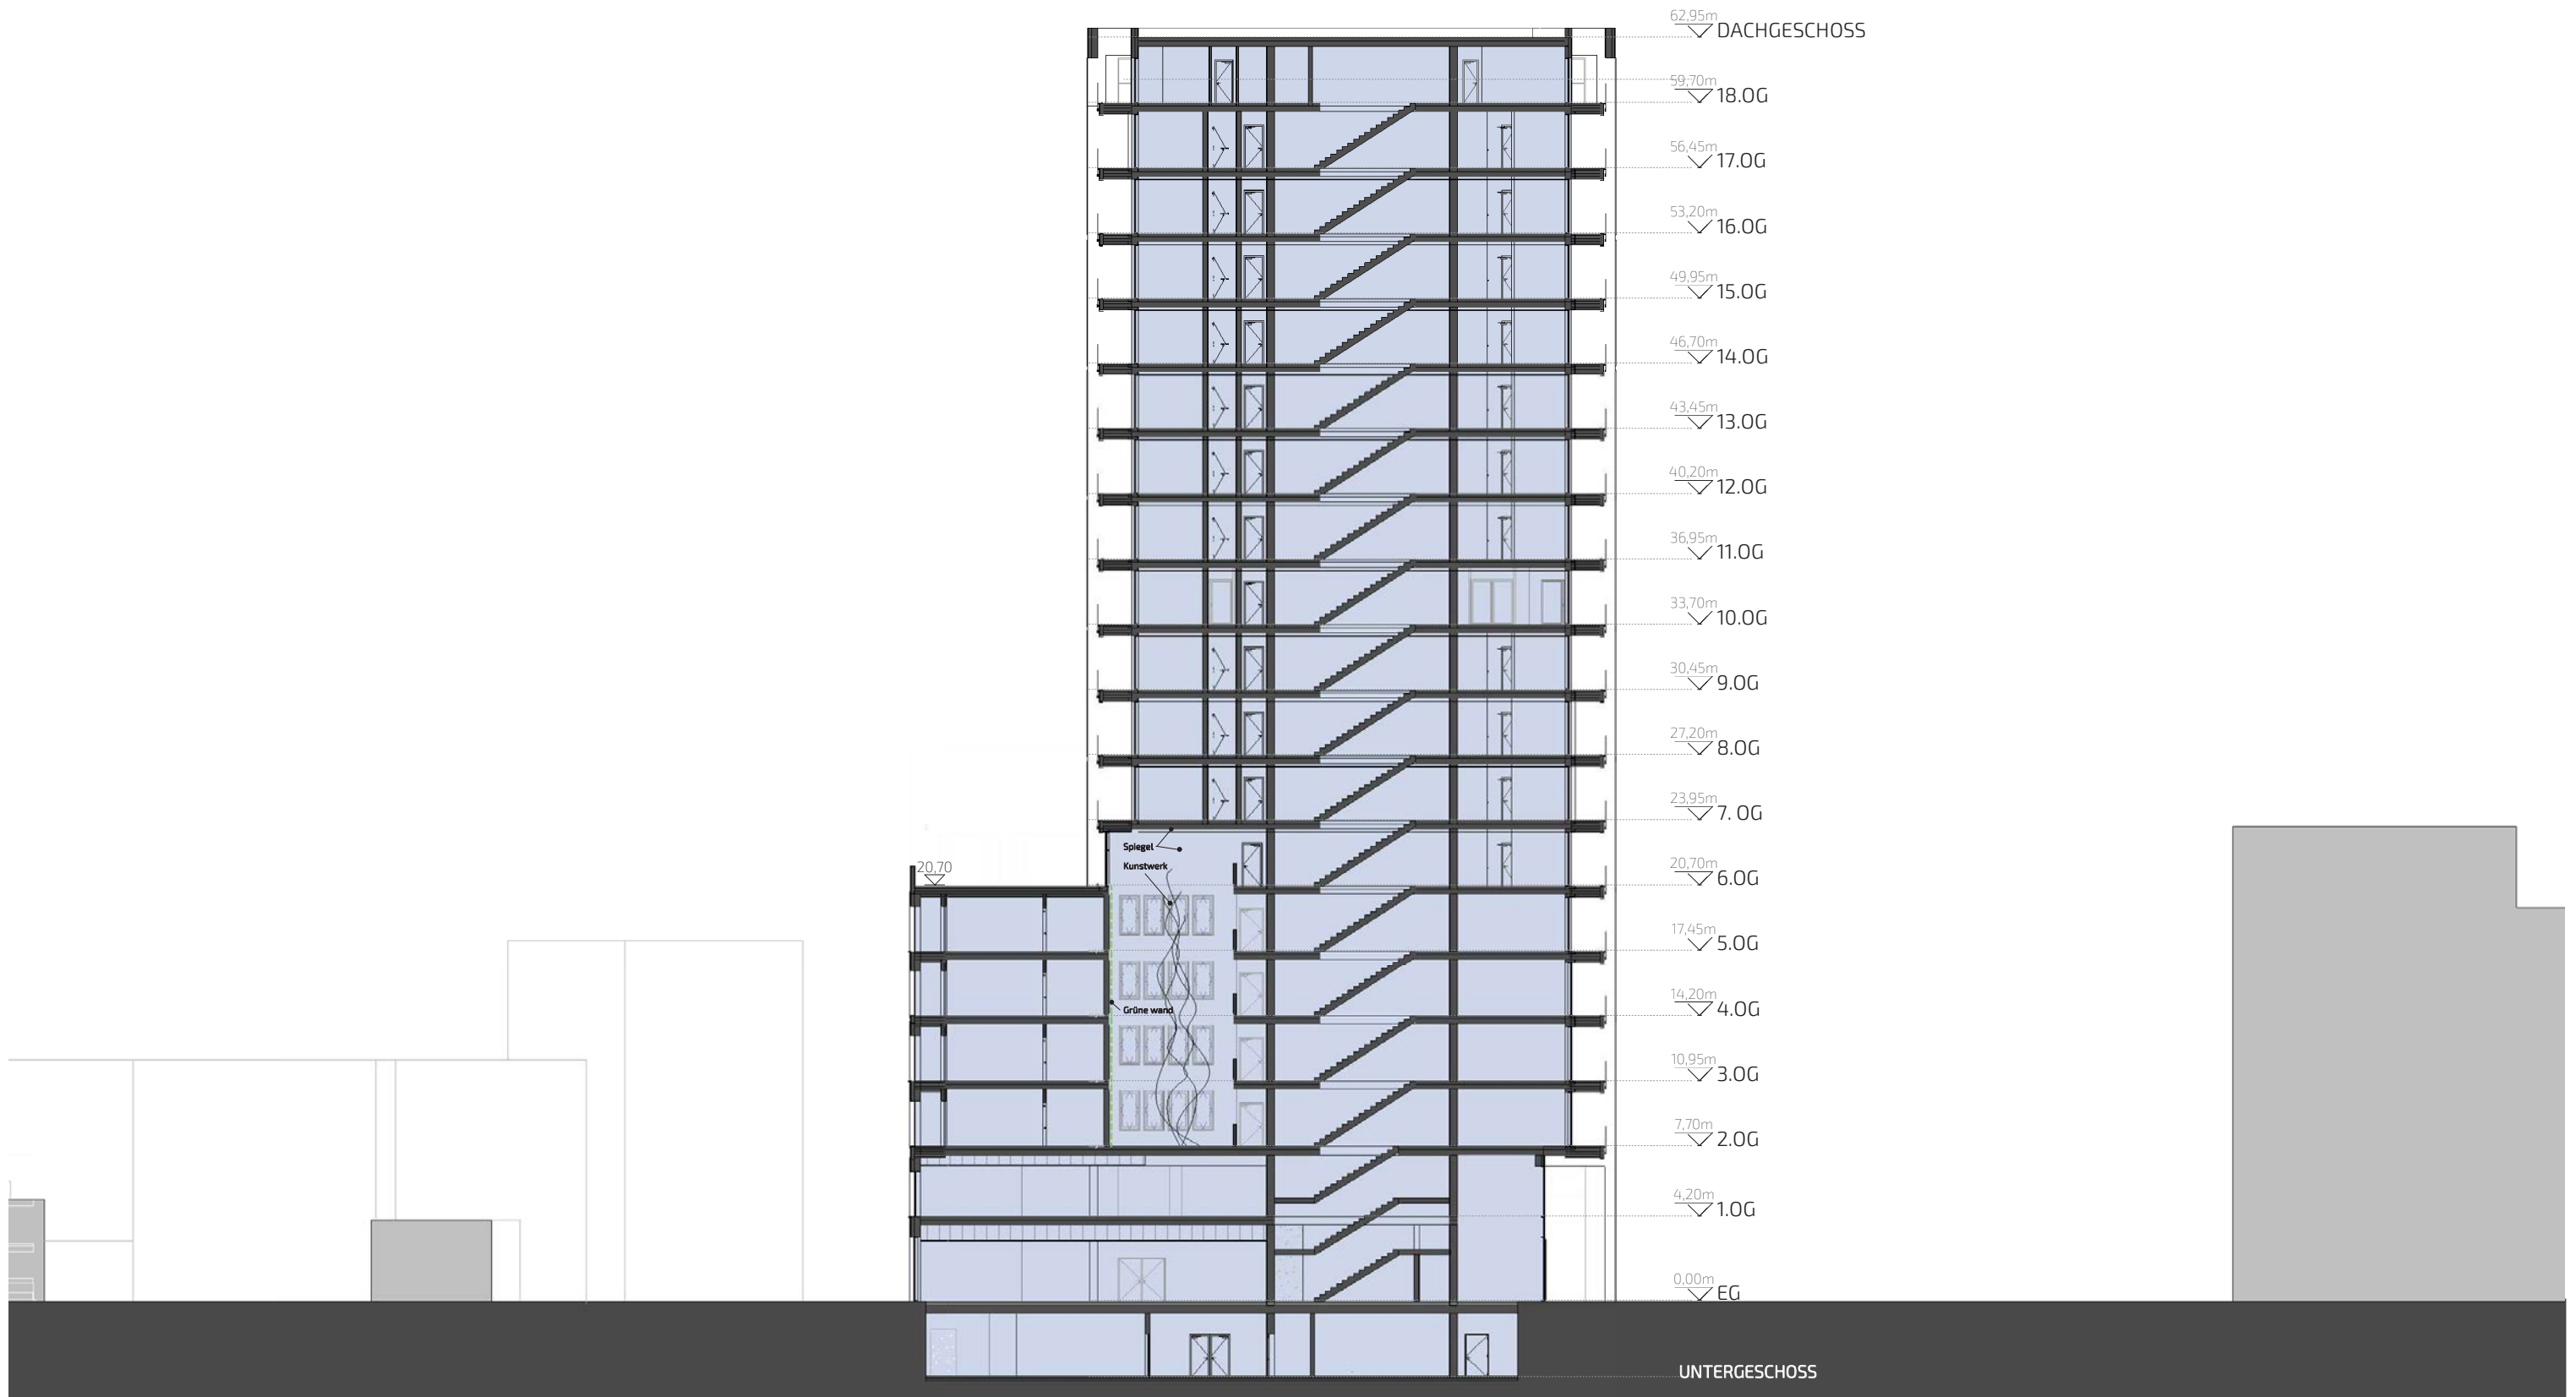 62,95m
DACHGESCHOSS
59,70m
18.OG
56,45m
17.OG
53,20m
16.OG
49,95m
15.OG
46,70m
14.OG
43,45m
13.OG
40,20m
12.OG
36,95m
11.OG
33,70m
10.OG
30,45m
9.OG
27,20m
8.OG
23,95m
7. OG
Spiegel
Kunstwerk
20,70
20,70m
6.OG
17,45m
5.OG
14,20m
4.OG
Grüne wand
10,95m
3.OG
7,70m
2.OG
4,20m
1.OG
0,00m
EG
UNTERGESCHOSS